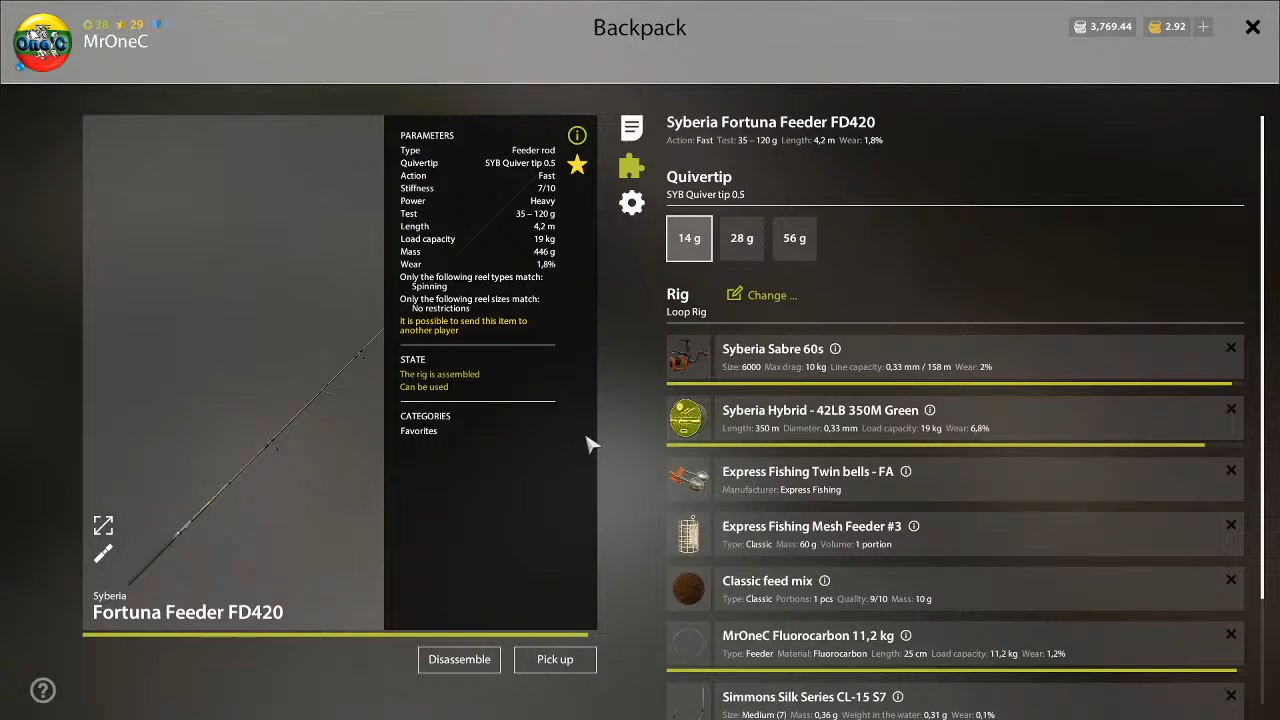 38 29
MrOneC
One C
Backpack
3,769.44
2.92 +
PARAMETERS
Type Feeder rod
Quivertip SYB Quiver tip 0.5
Action Fast
Stiffness 7/10
Power Heavy
Test 35 – 120 g
Length 4,2 m
Load capacity 19 kg
Mass 446 g
Wear 1,8%
Only the following reel types match:
Spinning
Only the following reel sizes match:
No restrictions
It is possible to send this item to
another player
STATE
The rig is assembled
Can be used
CATEGORIES
Favorites
Syberia
Fortuna Feeder FD420
Disassemble
Pick up
?
Syberia Fortuna Feeder FD420
Action: Fast Test: 35 – 120 g Length: 4,2 m Wear: 1,8%
Quivertip
SYB Quiver tip 0.5
14 g
28 g
56 g
Rig
Change ...
Loop Rig
Syberia Sabre 60s
Size: 6000 Max drag: 10 kg Line capacity: 0,33 mm / 158 m Wear: 2%
Syberia Hybrid - 42LB 350M Green
Length: 350 m Diameter: 0,33 mm Load capacity: 19 kg Wear: 6,8%
Express Fishing Twin bells - FA
Manufacturer: Express Fishing
Express Fishing Mesh Feeder #3
Type: Classic Mass: 60 g Volume: 1 portion
Classic feed mix
Type: Classic Portions: 1 pcs Quality: 9/10 Mass: 10 g
MrOneC Fluorocarbon 11,2 kg
Type: Feeder Material: Fluorocarbon Length: 25 cm Load capacity: 11,2 kg Wear: 1,2%
Simmons Silk Series CL-15 S7
Size: Medium (7) Mass: 0,36 g Weight in the water: 0,31 g Wear: 0,1%